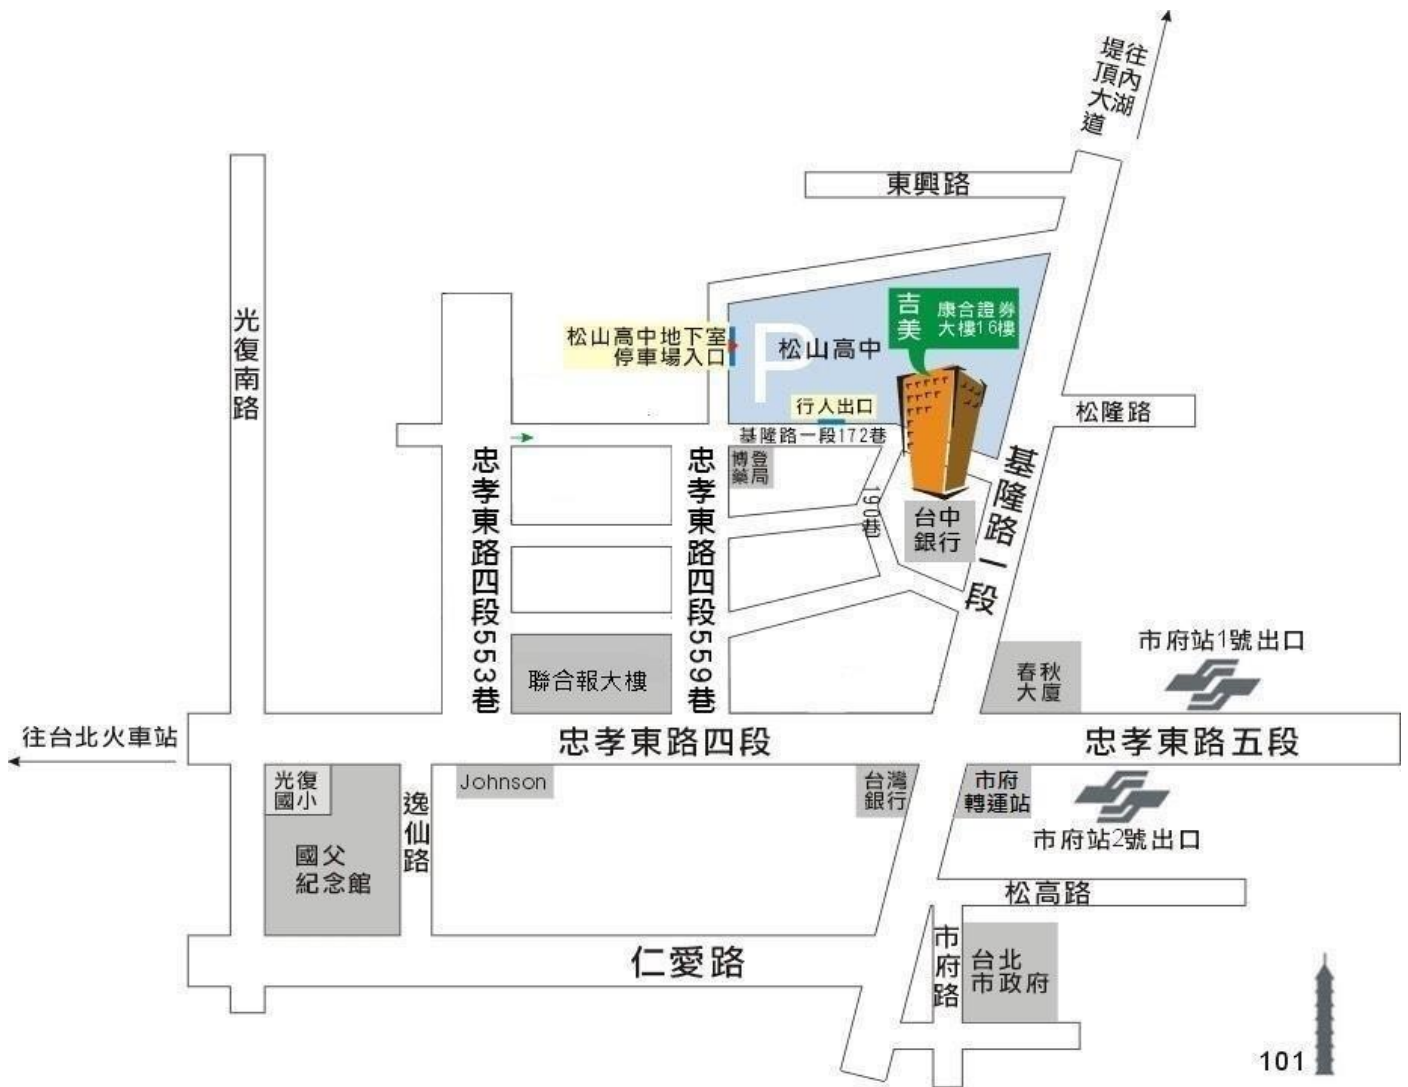 往內湖
堤頂大道
東興路
光復南路
吉美
康合證券
大樓16樓
松山高中地下室
停車場入口
P
松山高中
行人出口
松隆路
基隆路一段172巷
忠孝東路四段553巷
忠孝東路四段559巷
博登
藥局
190巷
台中
銀行
基隆路一段
聯合報大樓
春秋
大廈
市府站1號出口
往台北火車站
忠孝東路四段
忠孝東路五段
光復
國小
逸仙路
Johnson
台灣
銀行
市府
轉運站
市府站2號出口
國父
紀念館
松高路
仁愛路
市府路
台北
市政府
101